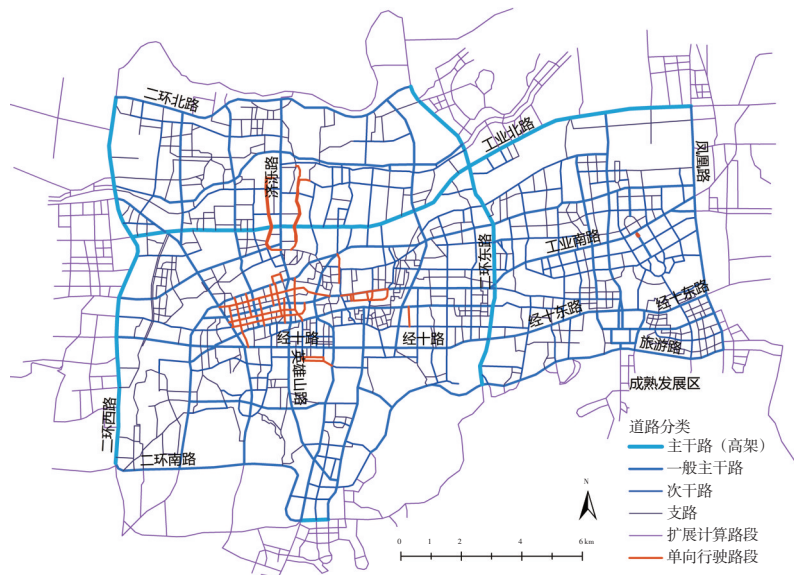 二环北路
工业北路
凤凰路
济泺路
工业南路
二环东路
经十东路
经十东路
经十路
经十路
旅游路
英雄山路
成熟发展区
二环西路
二环南路
道路分类
主干路（高架）
一般主干路
次干路
支路
扩展计算路段
单向行驶路段
N
0 1 2 4 6 km